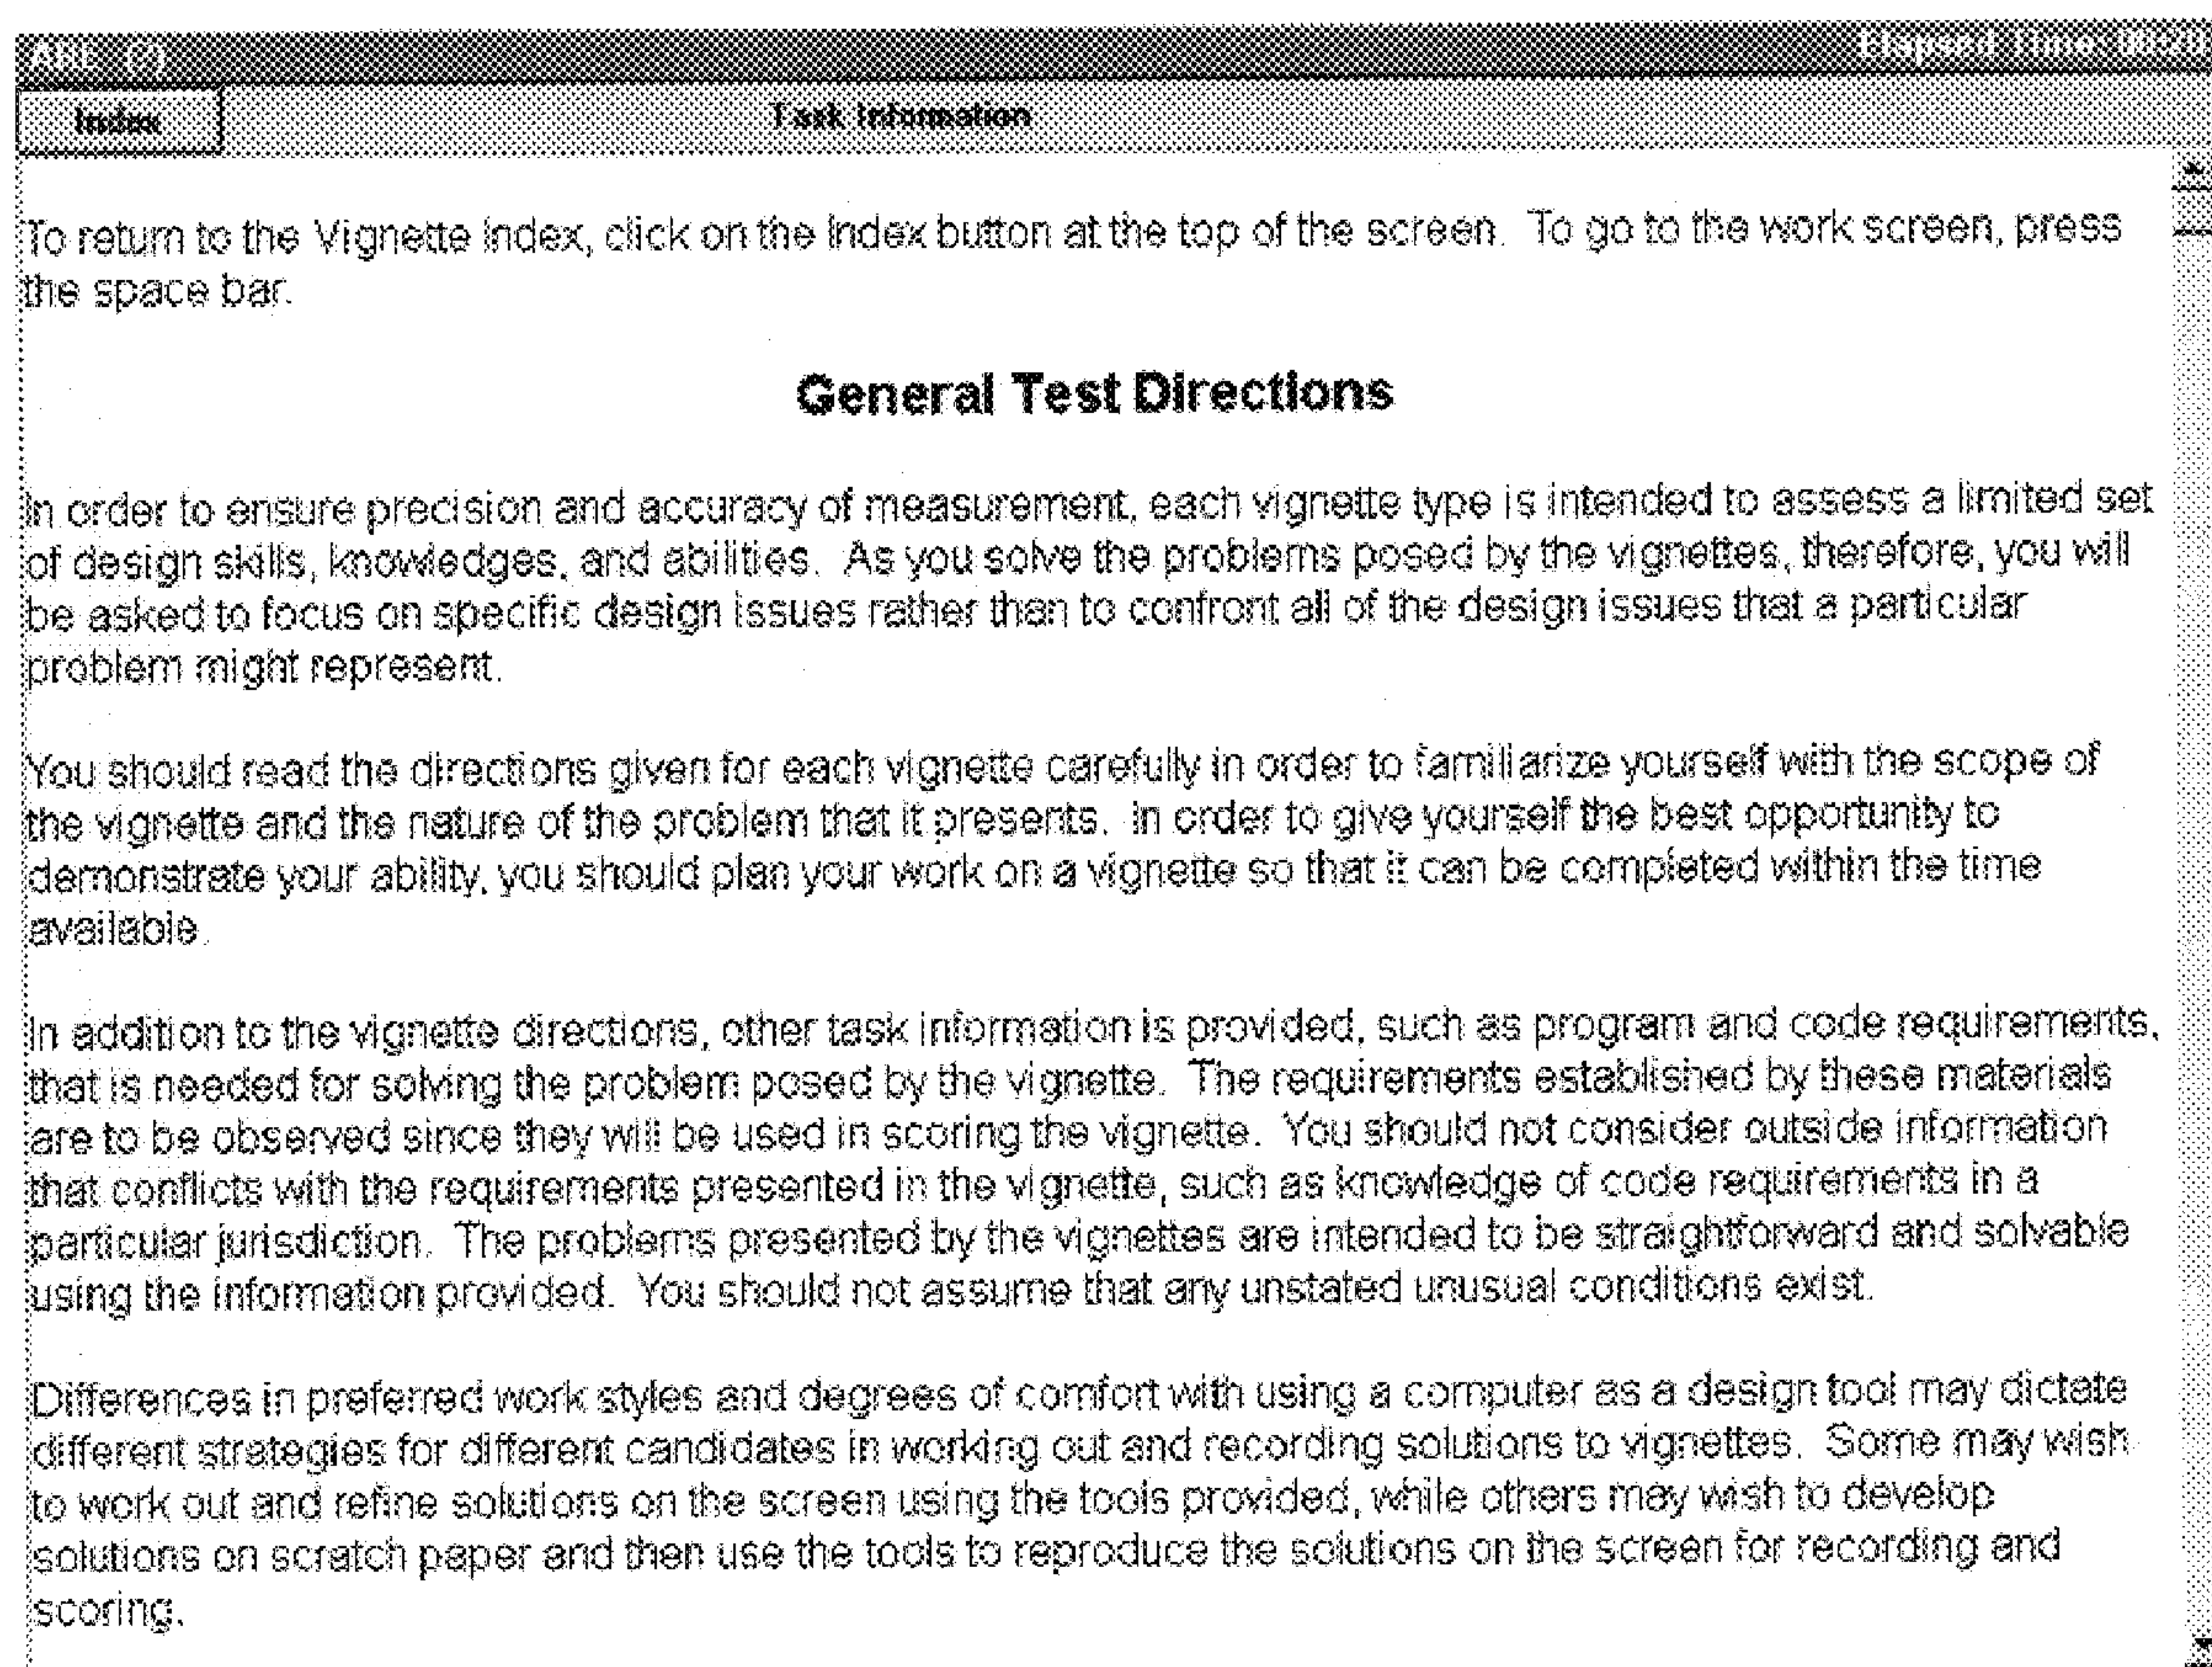 Index
Task Information
To return to the Vignette Index, click on the Index button at the top of the screen. To go to the work screen, press
the space bar.
General Test Directions
In order to ensure precision and accuracy of measurement, each vignette type is intended to assess a limited set
of design skills, knowledges, and abilities. As you solve the problems posed by the vignettes, therefore, you will
be asked to focus on specific design issues rather than to confront all of the design issues that a particular
problem might represent.
You should read the directions given for each vignette carefully in order to familiarize yourself with the scope of
the vignette and the nature of the problem that it presents. In order to give yourself the best opportunity to
demonstrate your ability, you should plan your work on a vignette so that it can be completed within the time
available.
In addition to the vignette directions, other task information is provided, such as program and code requirements,
that is needed for solving the problem posed by the vignette. The requirements established by these materials
are to be observed since they will be used in scoring the vignette. You should not consider outside information
that conflicts with the requirements presented in the vignette, such as knowledge of code requirements in a
particular jurisdiction. The problems presented by the vignettes are intended to be straightforward and solvable
using the information provided. You should not assume that any unstated unusual conditions exist.
Differences in preferred work styles and degrees of comfort with using a computer as a design tool may dictate
different strategies for different candidates in working out and recording solutions to vignettes. Some may wish
to work out and refine solutions on the screen using the tools provided, while others may wish to develop
solutions on scratch paper and then use the tools to reproduce the solutions on the screen for recording and
scoring.